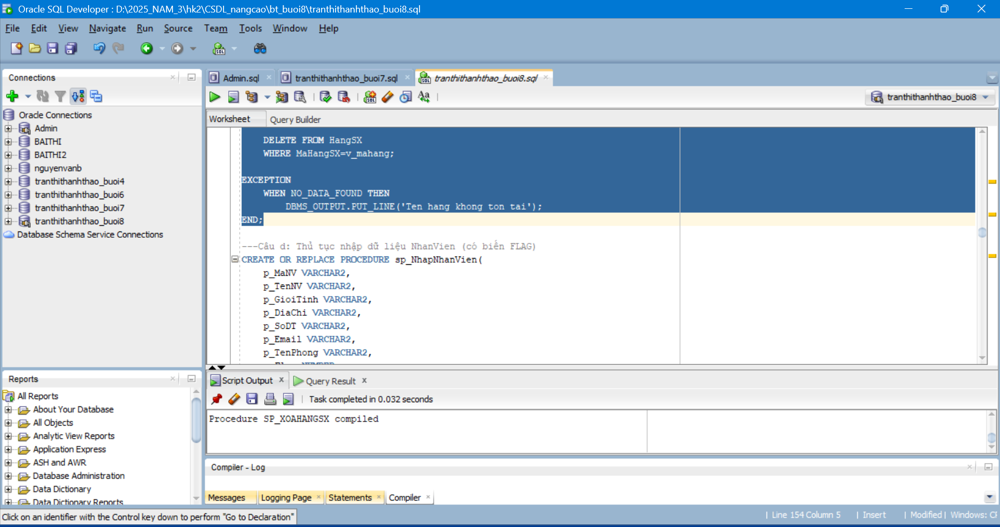 Oracle SQL Developer : D:\2025_NAM_3\hk2\CSDL_nangcao\bt_buoi8\tranthithanhthao_buoi8.sql
File Edit View Navigate Run Source Team Tools Window Help
Connections
Oracle Connections
Admin
BAITHI
BAITHI2
nguyenvanb
tranthithanhthao_buoi4
tranthithanhthao_buoi6
tranthithanhthao_buoi7
tranthithanhthao_buoi8
Database Schema Service Connections
Reports
All Reports
About Your Database
All Objects
Analytic View Reports
Application Express
ASH and AWR
Database Administration
Data Dictionary
Data Dictionary Reports
Admin.sql tranthithanhthao_buoi7.sql tranthithanhthao_buoi8.sql
tranthithanhthao_buoi8
Worksheet Query Builder
DELETE FROM HangSX
WHERE MaHangSX=v_mahang;
EXCEPTION
WHEN NO_DATA_FOUND THEN
DBMS_OUTPUT.PUT_LINE('Ten hang khong ton tai');
END;
---Câu d: Thủ tục nhập dữ liệu NhanVien (có biến FLAG)
CREATE OR REPLACE PROCEDURE sp_NhapNhanVien(
p_MaNV VARCHAR2,
p_TenNV VARCHAR2,
p_GioiTinh VARCHAR2,
p_DiaChi VARCHAR2,
p_SoDT VARCHAR2,
p_Email VARCHAR2,
p_TenPhong VARCHAR2,
Script Output Query Result
Task completed in 0.032 seconds
Procedure SP_XOAHANGSX compiled
Compiler - Log
Messages Logging Page Statements Compiler
Click on an identifier with the Control key down to perform "Go to Declaration"
Line 154 Column 5 Insert Modified Windows: